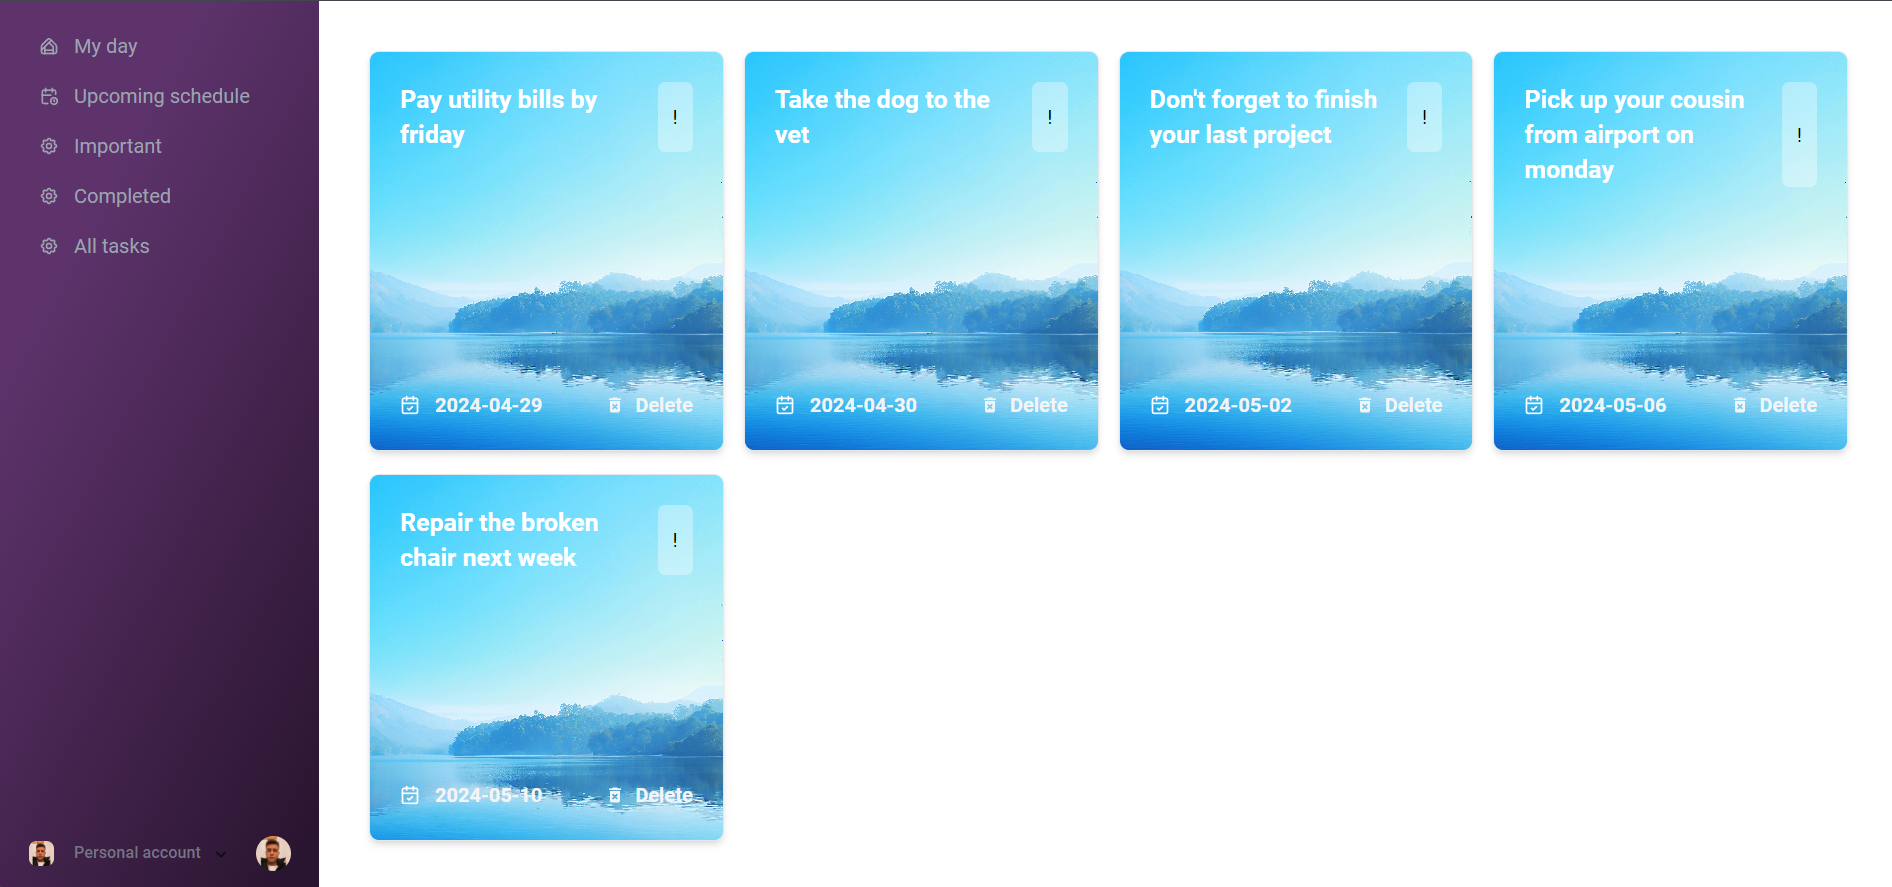 My day
Upcoming schedule
Important
Completed
All tasks
Personal account
Pay utility bills by
friday
!
2024-04-29
Delete
Take the dog to the
vet
!
2024-04-30
Delete
Don't forget to finish
your last project
!
2024-05-02
Delete
Pick up your cousin
from airport on
monday
!
2024-05-06
Delete
Repair the broken
chair next week
!
2024-05-10
Delete